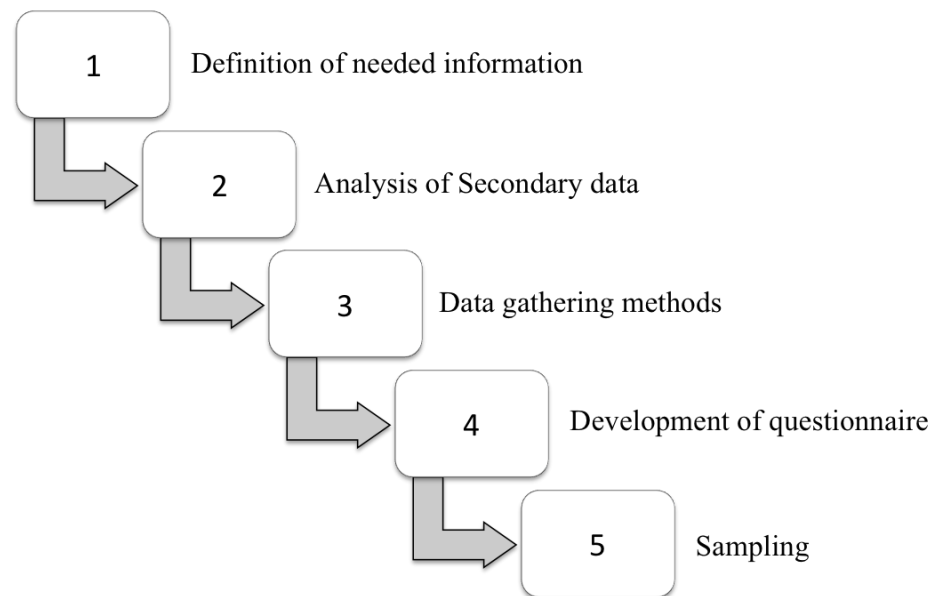 1
Definition of needed information
2
Analysis of Secondary data
3
Data gathering methods
4
Development of questionnaire
5
Sampling